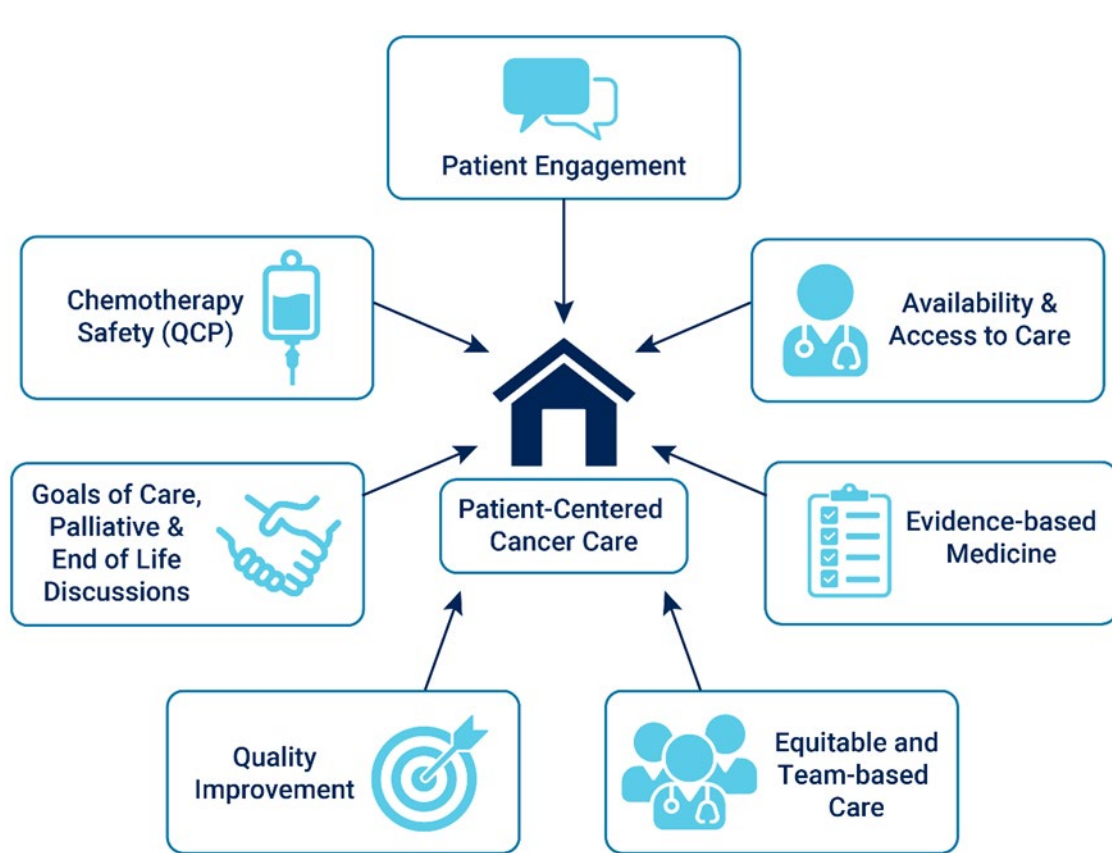 Patient Engagement
Chemotherapy
Safety (QCP)
Availability &
Access to Care
Goals of Care,
Palliative &
End of Life
Discussions
Patient-Centered
Cancer Care
Evidence-based
Medicine
Quality
Improvement
Equitable and
Team-based
Care